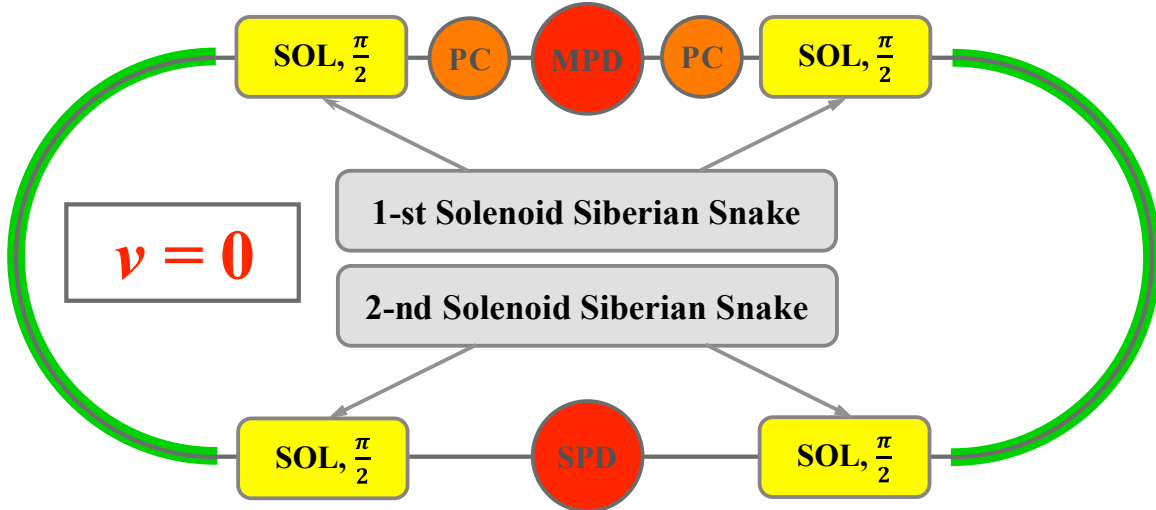 SOL, π/2
PC
MPD
PC
SOL, π/2
1-st Solenoid Siberian Snake
ν = 0
2-nd Solenoid Siberian Snake
SOL, π/2
SPD
SOL, π/2